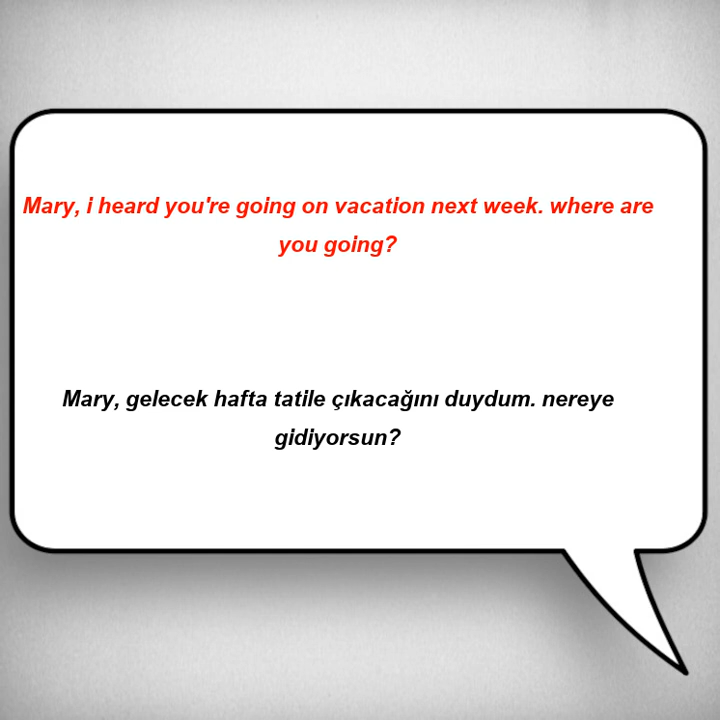 Mary, i heard you're going on vacation next week. where are
you going?
Mary, gelecek hafta tatile çıkacağını duydum. nereye
gidiyorsun?